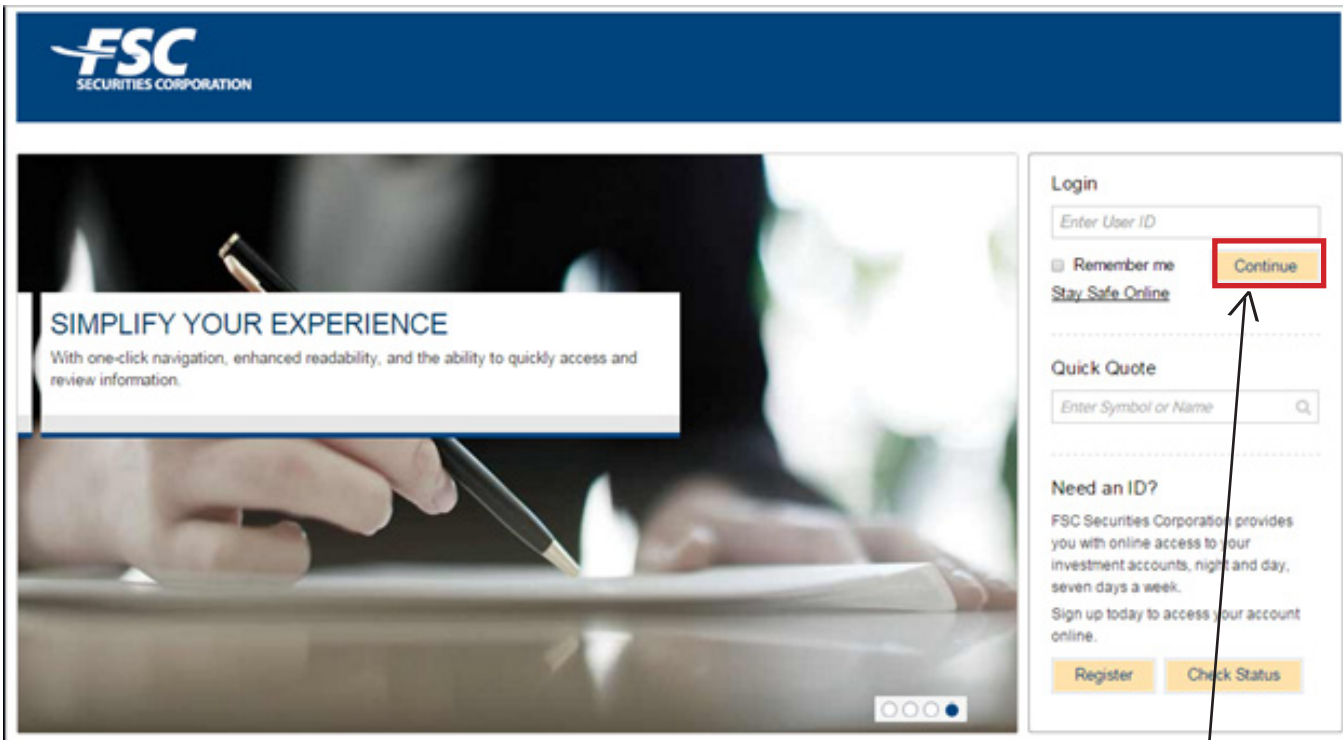 FSC
SECURITIES CORPORATION
SIMPLIFY YOUR EXPERIENCE
With one-click navigation, enhanced readability, and the ability to quickly access and
review information.
Login
Enter User ID
Remember me
Continue
Stay Safe Online
Quick Quote
Enter Symbol or Name
Need an ID?
FSC Securities Corporation provides
you with online access to your
investment accounts, night and day,
seven days a week.
Sign up today to access your account
online.
Register
Check Status